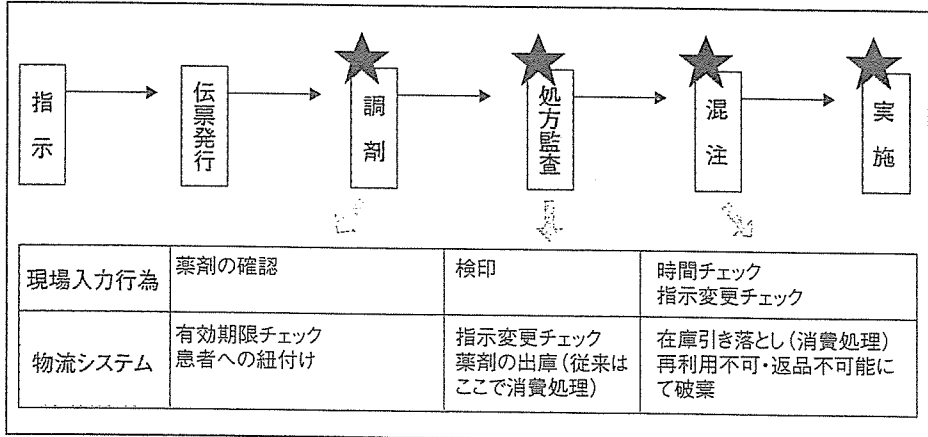 指示
伝票発行
調剤
処方監査
混注
実施
現場入力行為
薬剤の確認
検印
時間チェック
指示変更チェック
物流システム
有効期限チェック
患者への紐付け
指示変更チェック
薬剤の出庫(従来は
ここで消費処理)
在庫引き落とし(消費処理)
再利用不可・返品不可能に
て破棄